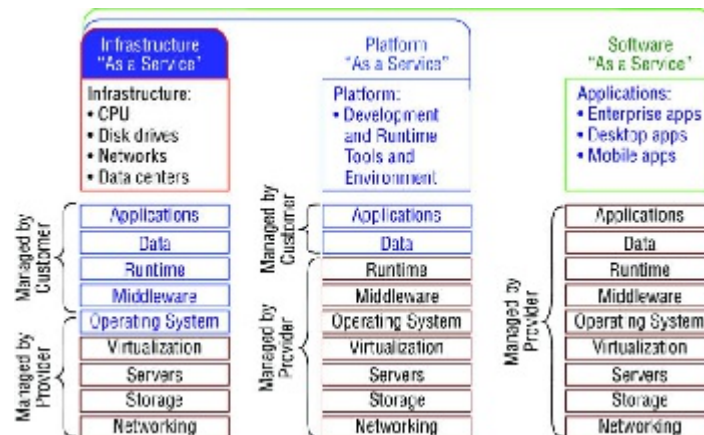 Infrastructure
"As a Service"
Infrastructure:
• CPU
• Disk drives
• Networks
• Data centers
Managed by
Customer
Applications
Data
Runtime
Middleware
Operating System
Managed by
Provider
Virtualization
Servers
Storage
Networking
Platform
"As a Service"
Platform:
• Development
and Runtime
Tools and
Environment
Managed by
Customer
Applications
Data
Managed by
Provider
Runtime
Middleware
Operating System
Virtualization
Servers
Storage
Networking
Software
"As a Service"
Applications:
• Enterprise apps
• Desktop apps
• Mobile apps
Managed by
Provider
Applications
Data
Runtime
Middleware
Operating System
Virtualization
Servers
Storage
Networking